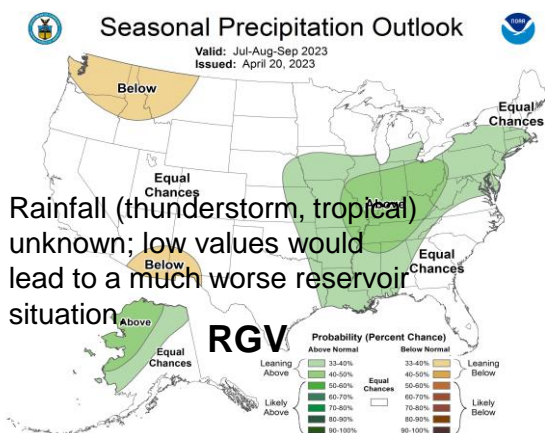 Seasonal Precipitation Outlook
Valid: Jul-Aug-Sep 2023
Issued: April 20, 2023
noaa
Below
Equal
Chances
Equal
Chances
Above
Rainfall (thunderstorm, tropical)
unknown; low values would
lead to a much worse reservoir
situation.
Below
Equal
Chances
Above
Equal
Chances
RGV
Probability (Percent Chance)
Above Normal
Below Normal
Leaning
Above
33-40%
40-50%
50-60%
60-70%
70-80%
80-90%
90-100%
Likely
Above
Equal
Chances
33-40%
40-50%
50-60%
60-70%
70-80%
80-90%
90-100%
Leaning
Below
Likely
Below